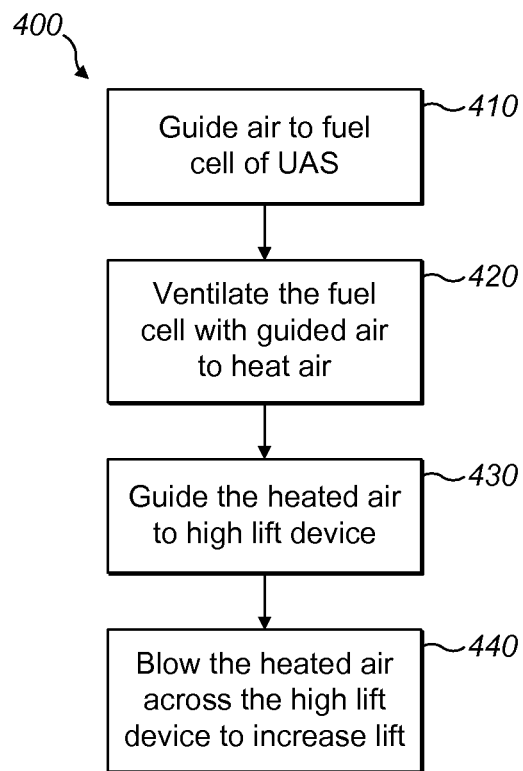 400
410
Guide air to fuel
cell of UAS
420
Ventilate the fuel
cell with guided air
to heat air
430
Guide the heated air
to high lift device
440
Blow the heated air
across the high lift
device to increase lift